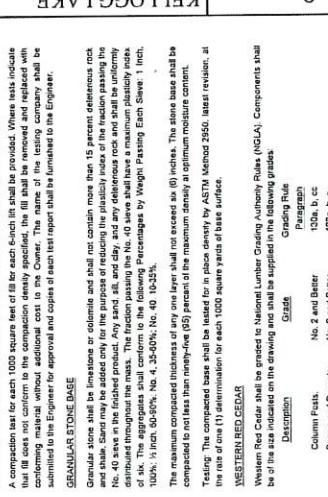 KELLOGG LAKE
A compaction test for each 1000 square feet of fill for each 6-inch lift shall be provided. Where tests indicate
that fill does not conform to the compaction density specified, the fill shall be removed and replaced with
conforming material without additional cost to the Owner. The name of the testing company shall be
submitted to the Engineer for approval and copies of each test report shall be furnished to the Engineer.
GRANULAR STONE BASE
Granular stone shall be limestone or dolomite and shall not contain more than 15 percent deleterious rock
and shale. Sand may be added only for the purpose of reducing the plasticity index of the fraction passing the
No. 40 sieve in the finished product. Any sand, silt, and clay, and any deleterious rock and shall be uniformly
distributed throughout the mass. The fraction passing the No. 40 sieve shall have a maximum plasticity index
of six. The aggregates shall conform to the following Percentages by Weight Passing Each Sieve: 1 inch,
100%; ½ inch, 60-90%; No. 4, 35-60%; No. 40 10-35%.
The maximum compacted thickness of any one layer shall not exceed six (6) inches. The stone base shall be
compacted to not less than ninety-five (95) percent of the maximum density at optimum moisture content.
Testing: The compacted base shall be tested for in place density by ASTM Method 2950, latest revision, at
the rate of one (1) determination for each 1000 square yards of base surface.
WESTERN RED CEDAR
Western Red Cedar shall be graded to National Lumber Grading Authority Rules (NGLA). Components shall
be of the size indicated on the drawing and shall be supplied in the following grades:
Description Grade Grading Rule
Paragraph
Column Posts, No. 2 and Better 130a, b, cc